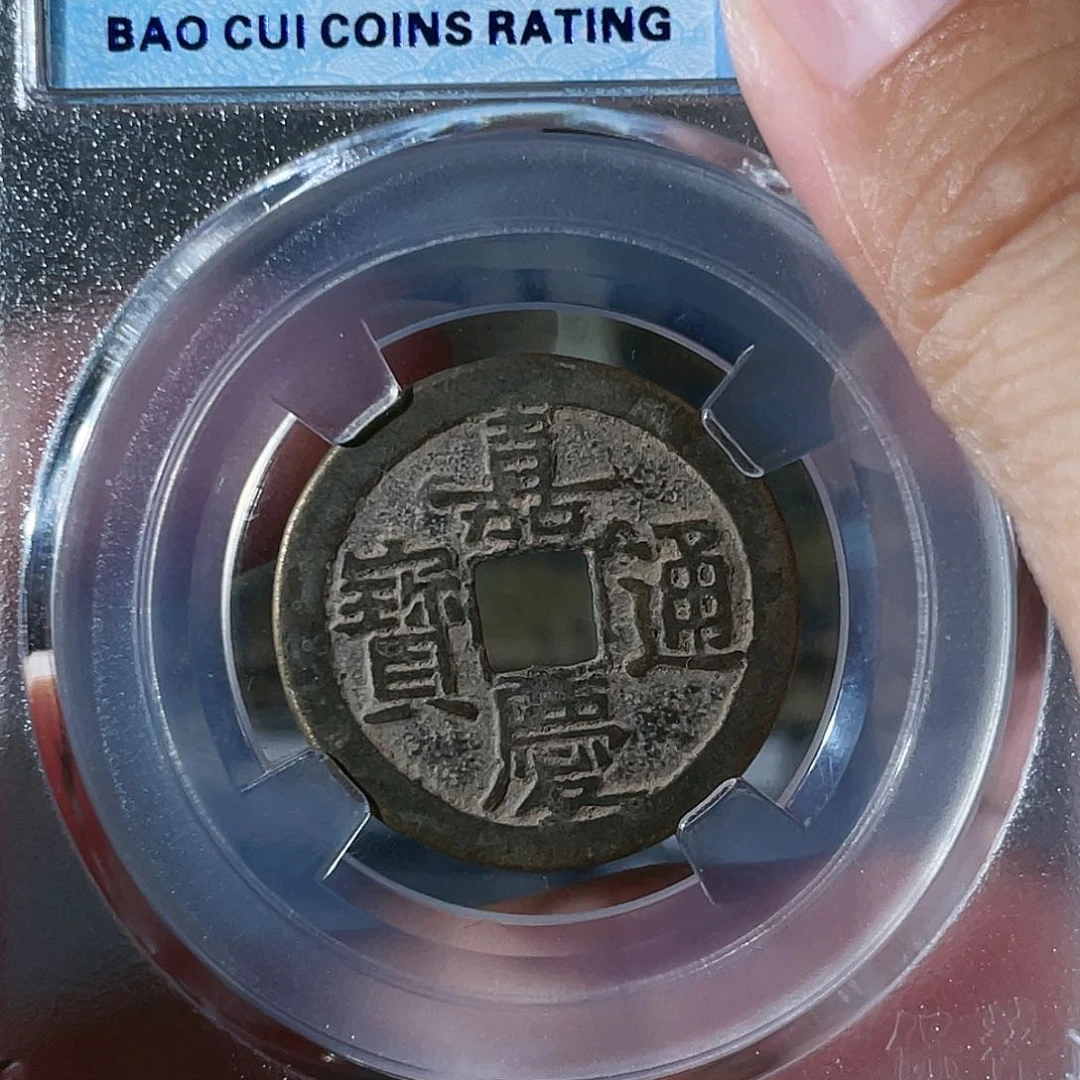 BAO CUI COINS RATING
嘉慶通寶